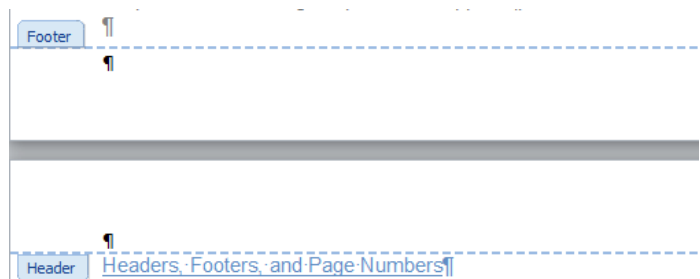 Footer ¶
¶
¶
Header Headers, Footers, and Page Numbers¶